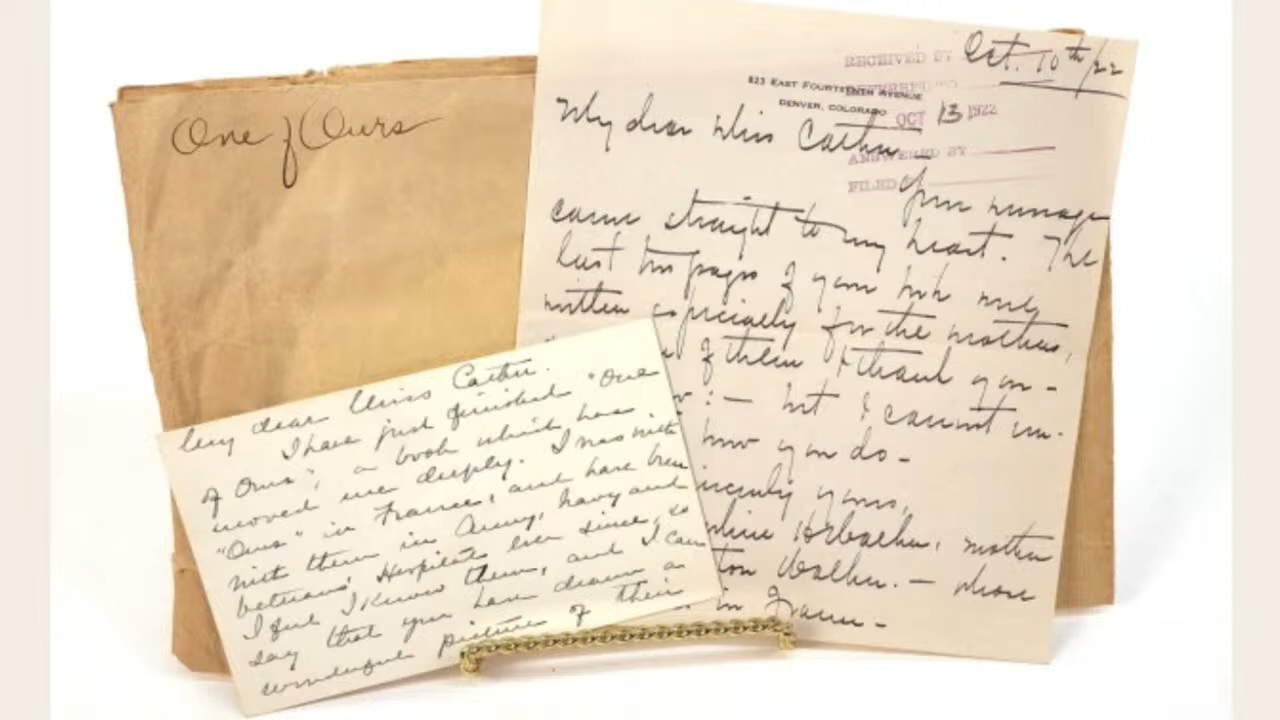 One of Ours
RECEIVED BY
Oct. 10th/22
823 EAST FOURTEENTH AVENUE
DENVER, COLORADO
OCT 13 1922
ANSWERED BY
FILED
My dear Miss Cather –
Your message
came straight to my heart. The
last two pages of your book were
written especially for the mothers,
of them & thank you –
: – but I cannot
how you do –
yours,
mother
– whose
in France –
My dear Miss Cather.
I have just finished "One
of Ours", a book which has
moved me deeply. I was with
"Ours" in France, and have been
with them in Army, Navy and
Veterans' Hospitals ever since, so
I feel I know them, and I can
say that you have drawn a
wonderful picture of their